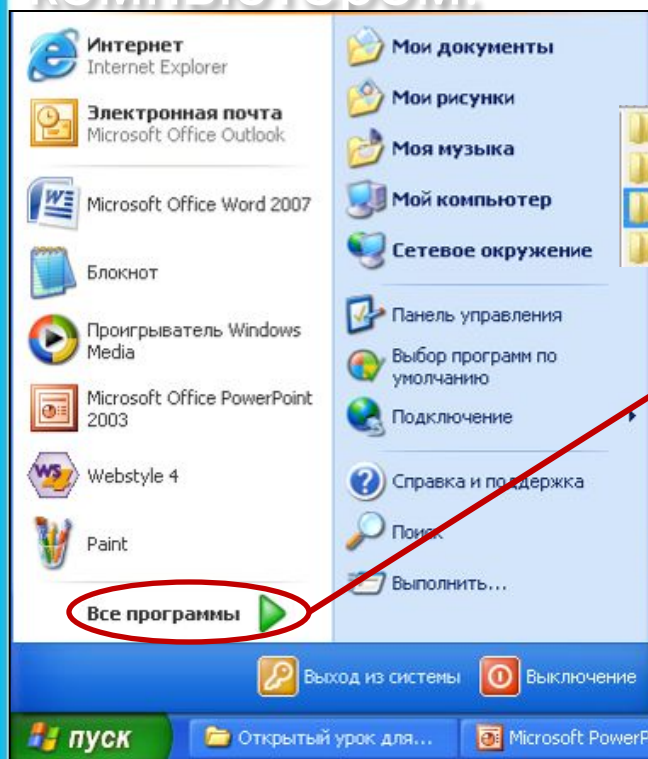 компьютером.
Интернет
Internet Explorer
Электронная почта
Microsoft Office Outlook
Microsoft Office Word 2007
Блокнот
Проигрыватель Windows
Media
Microsoft Office PowerPoint
2003
Webstyle 4
Paint
Все программы
Мои документы
Мои рисунки
Моя музыка
Мой компьютер
Сетевое окружение
Панель управления
Выбор программ по
умолчанию
Подключение
Справка и поддержка
Поиск
Выполнить...
Выход из системы
Выключение
пуск
Открытый урок для...
Microsoft PowerP